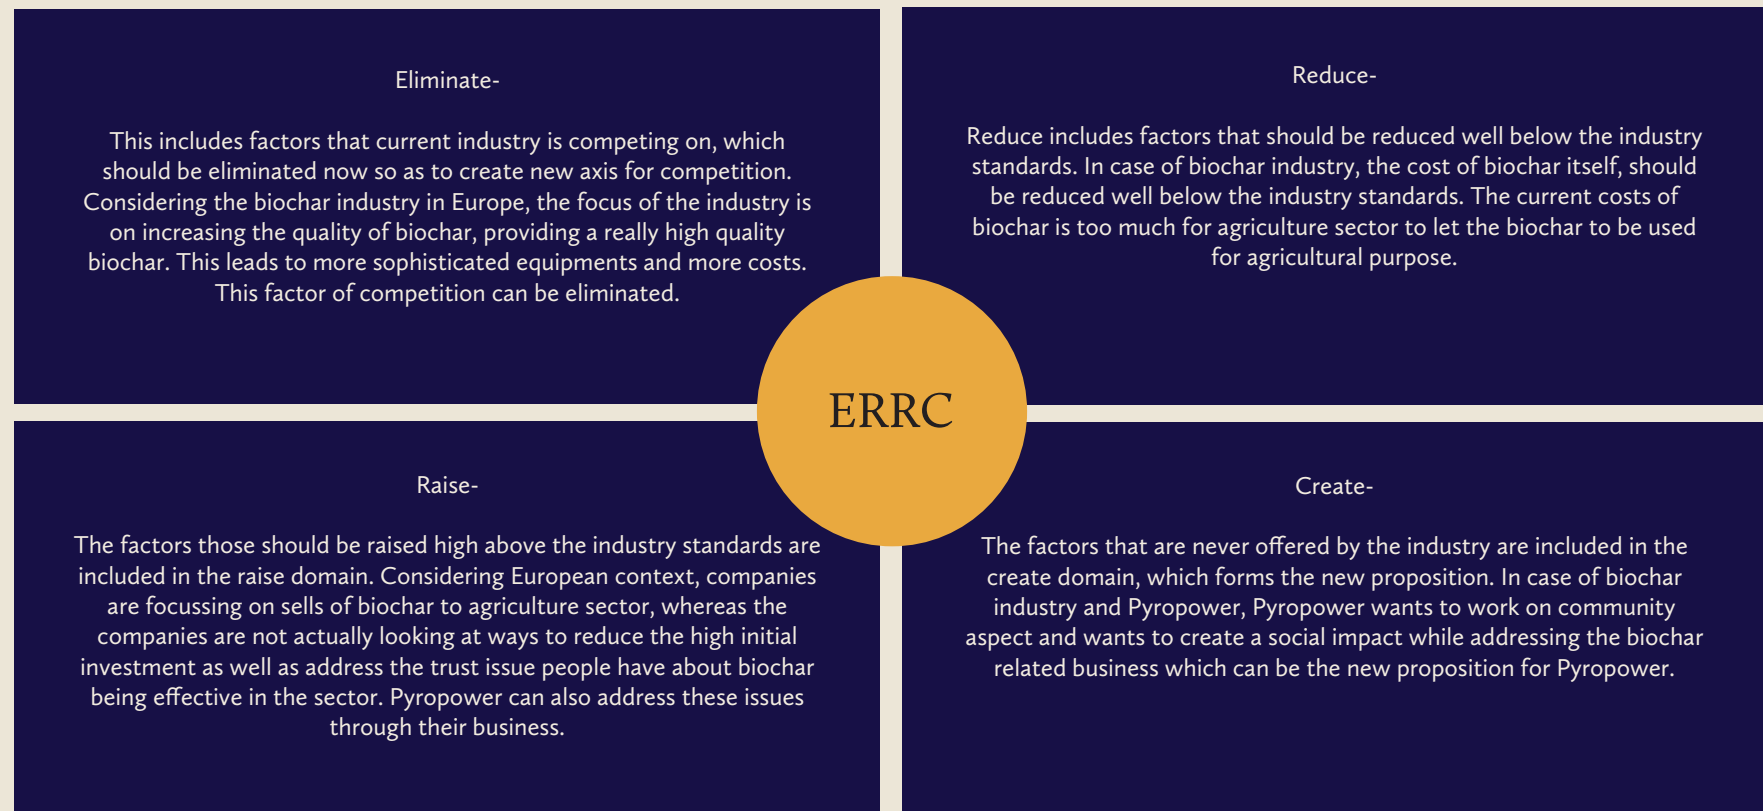 Eliminate-
This includes factors that current industry is competing on, which
should be eliminated now so as to create new axis for competition.
Considering the biochar industry in Europe, the focus of the industry is
on increasing the quality of biochar, providing a really high quality
biochar. This leads to more sophisticated equipments and more costs.
This factor of competition can be eliminated.
Reduce-
Reduce includes factors that should be reduced well below the industry
standards. In case of biochar industry, the cost of biochar itself, should
be reduced well below the industry standards. The current costs of
biochar is too much for agriculture sector to let the biochar to be used
for agricultural purpose.
ERRC
Raise-
The factors those should be raised high above the industry standards are
included in the raise domain. Considering European context, companies
are focussing on sells of biochar to agriculture sector, whereas the
companies are not actually looking at ways to reduce the high initial
investment as well as address the trust issue people have about biochar
being effective in the sector. Pyropower can also address these issues
through their business.
Create-
The factors that are never offered by the industry are included in the
create domain, which forms the new proposition. In case of biochar
industry and Pyropower, Pyropower wants to work on community
aspect and wants to create a social impact while addressing the biochar
related business which can be the new proposition for Pyropower.